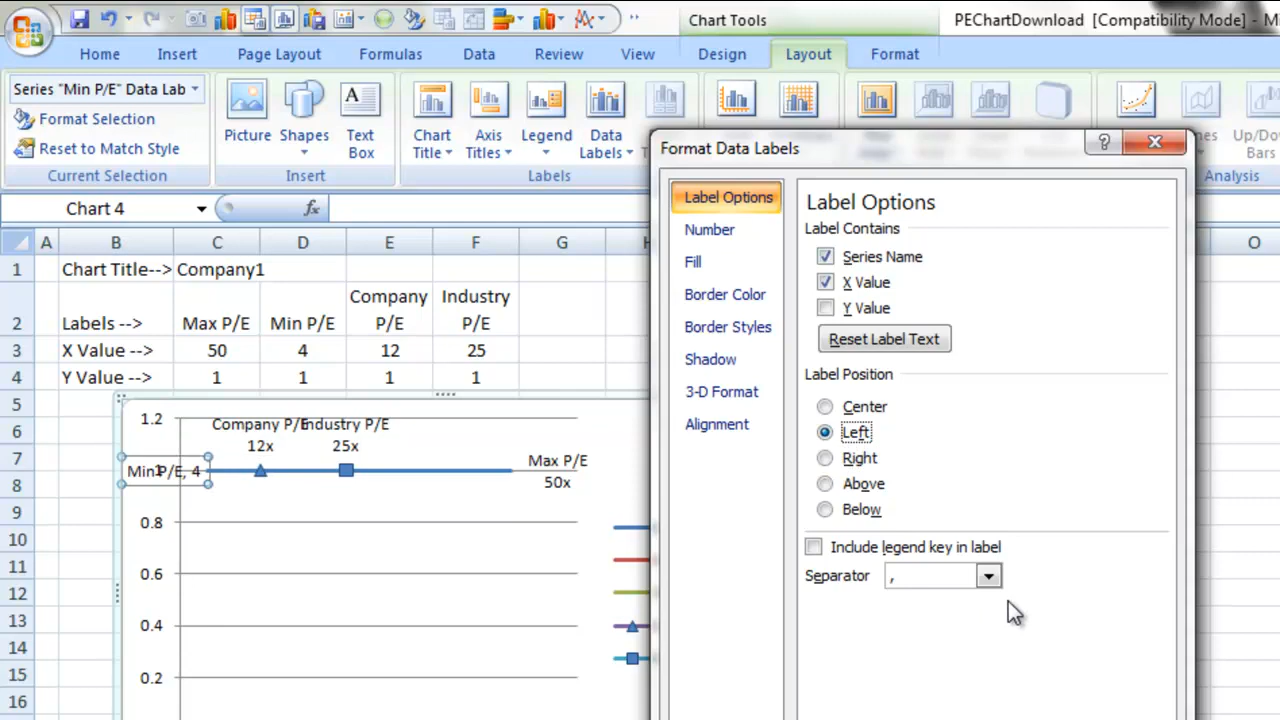 Chart Tools
PEChartDownload [Compatibility Mode] - M
Home Insert Page Layout Formulas Data Review View Design Layout Format
Series "Min P/E" Data Lab
Format Selection
Reset to Match Style
Current Selection
Picture Shapes Text Box
Insert
Chart Title Axis Titles Legend Data Labels
Labels
Up/Do
Bars
Analysis
Chart 4
fx
A B C D E F G H O
1 Chart Title--> Company1
Company Industry
2 Labels --> Max P/E Min P/E P/E P/E
3 X Value --> 50 4 12 25
4 Y Value --> 1 1 1 1
5
6
7
8
9
10
11
12
13
14
15
16
1.2
Company P/E
Industry P/E
12x 25x
Max P/E
Min P/E, 4
1
50x
0.8
0.6
0.4
0.2
Format Data Labels
?
Label Options
Number
Fill
Border Color
Border Styles
Shadow
3-D Format
Alignment
Label Options
Label Contains
Series Name
X Value
Y Value
Reset Label Text
Label Position
Center
Left
Right
Above
Below
Include legend key in label
Separator ,